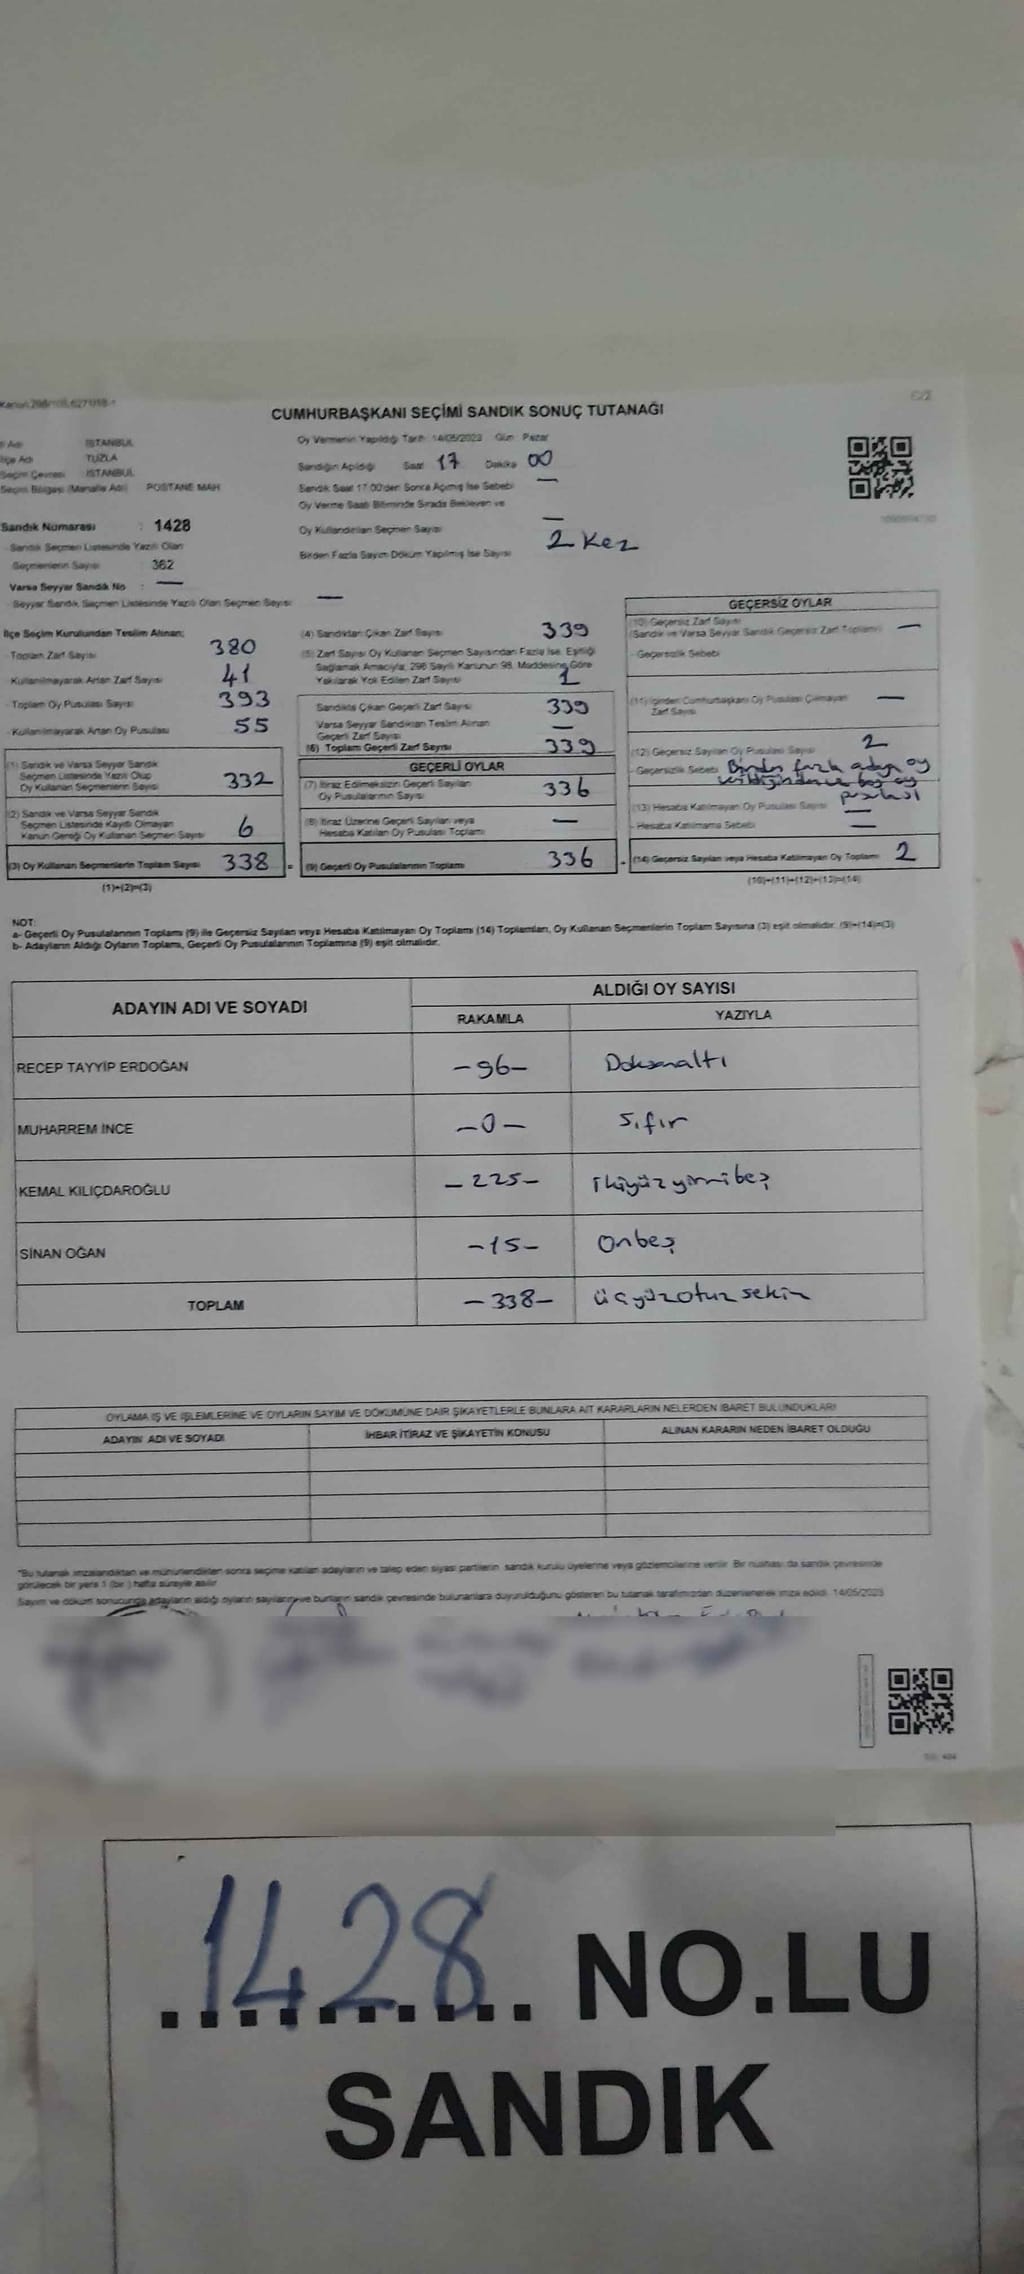 Kanun 298/105,627/018-1
C/2
CUMHURBAŞKANI SEÇİMİ SANDIK SONUÇ TUTANAĞI
İl Adı İSTANBUL
İlçe Adı TUZLA
Seçim Çevresi İSTANBUL
Seçim Bölgesi (Mahalle Adı) POSTANE MAH
Sandık Numarası : 1428
Sandık Seçmen Listesinde Yazılı Olan
Seçmenlerin Sayısı 362
Varsa Seyyar Sandık No : —
Seyyar Sandık Seçmen Listesinde Yazılı Olan Seçmen Sayısı —
Oy Vermenin Yapıldığı Tarih 14/05/2023 Gün Pazar
Sandığın Açıldığı Saat 17 Dakika 00
Sandık Saat 17.00'den Sonra Açılmış İse Sebebi —
Oy Verme Saati Bitiminde Sırada Bekleyen ve
Oy Kullandırılan Seçmen Sayısı —
Birden Fazla Sayım Döküm Yapılmış İse Sayısı 2 Kez
İlçe Seçim Kurulundan Teslim Alınan;
- Toplam Zarf Sayısı 380
- Kullanılmayarak Artan Zarf Sayısı 41
- Toplam Oy Pusulası Sayısı 393
- Kullanılmayarak Artan Oy Pusulası 55
(1) Sandık ve Varsa Seyyar Sandık
Seçmen Listesinde Yazılı Olup
Oy Kullanan Seçmenlerin Sayısı 332
(2) Sandık ve Varsa Seyyar Sandık
Seçmen Listesinde Kayıtlı Olmayan
Kanun Gereği Oy Kullanan Seçmen Sayısı 6
(3) Oy Kullanan Seçmenlerin Toplam Sayısı 338 =
(1)+(2)=(3)
(4) Sandıktan Çıkan Zarf Sayısı 339
(5) Zarf Sayısı Oy Kullanan Seçmen Sayısından Fazla İse, Eşitliği
Sağlamak Amacıyla, 298 Sayılı Kanunun 98. Maddesine Göre
Yakılarak Yok Edilen Zarf Sayısı 1
Sandıkta Çıkan Geçerli Zarf Sayısı 339
Varsa Seyyar Sandıktan Teslim Alınan
Geçerli Zarf Sayısı —
(6) Toplam Geçerli Zarf Sayısı 339
GEÇERLİ OYLAR
(7) İtiraz Edilmeksizin Geçerli Sayılan
Oy Pusulalarının Sayısı 336
(8) İtiraz Üzerine Geçerli Sayılan veya
Hesaba Katılan Oy Pusulası Toplamı —
(9) Geçerli Oy Pusulalarının Toplamı 336
GEÇERSİZ OYLAR
(10) Geçersiz Zarf Sayısı
(Sandık ve Varsa Seyyar Sandık Geçersiz Zarf Toplamı) —
- Geçersizlik Sebebi
(11) İçinden Cumhurbaşkanı Oy Pusulası Çıkmayan
Zarf Sayısı —
(12) Geçersiz Sayılan Oy Pusulası Sayısı 2
- Geçersizlik Sebebi Birden fazla adaya oy
verildiğinden ve boş oy
pusulası
(13) Hesaba Katılmayan Oy Pusulası Sayısı —
- Hesaba Katılmama Sebebi —
(14) Geçersiz Sayılan veya Hesaba Katılmayan Oy Toplamı 2
(10)+(11)+(12)+(13)=(14)
NOT:
a- Geçerli Oy Pusulalarının Toplamı (9) ile Geçersiz Sayılan veya Hesaba Katılmayan Oy Toplamı (14) Toplamları, Oy Kullanan Seçmenlerin Toplam Sayısına (3) eşit olmalıdır. (9)+(14)=(3)
b- Adayların Aldığı Oyların Toplamı, Geçerli Oy Pusulalarının Toplamına (9) eşit olmalıdır.
ADAYIN ADI VE SOYADI
ALDIĞI OY SAYISI
RAKAMLA YAZIYLA
RECEP TAYYİP ERDOĞAN -96- Doksanaltı
MUHARREM İNCE -0- Sıfır
KEMAL KILIÇDAROĞLU -225- İkiyüzyirmibeş
SİNAN OĞAN -15- Onbeş
TOPLAM -338- üçyüzotuzsekiz
OYLAMA İŞ VE İŞLEMLERİNE VE OYLARIN SAYIM VE DÖKÜMÜNE DAİR ŞİKAYETLERLE BUNLARA AİT KARARLARIN NELERDEN İBARET BULUNDUKLARI
ADAYIN ADI VE SOYADI İHBAR İTİRAZ VE ŞİKAYETİN KONUSU ALINAN KARARIN NEDEN İBARET OLDUĞU
"Bu tutanak imzalandıktan ve mühürlendikten sonra seçime katılan adayların ve talep eden siyasi partilerin, sandık kurulu üyelerine veya gözlemcilerine verilir. Bir nüshası da sandık çevresinde
görülecek bir yere 1 (bir) hafta süreyle asılır.
Sayım ve döküm sonucunda adayların aldığı oyların sayılarını ve bunların sandık çevresinde bulunanlara duyurulduğunu gösteren bu tutanak tarafımızdan düzenlenerek imza edildi. 14/05/2023
1428 NO.LU
SANDIK